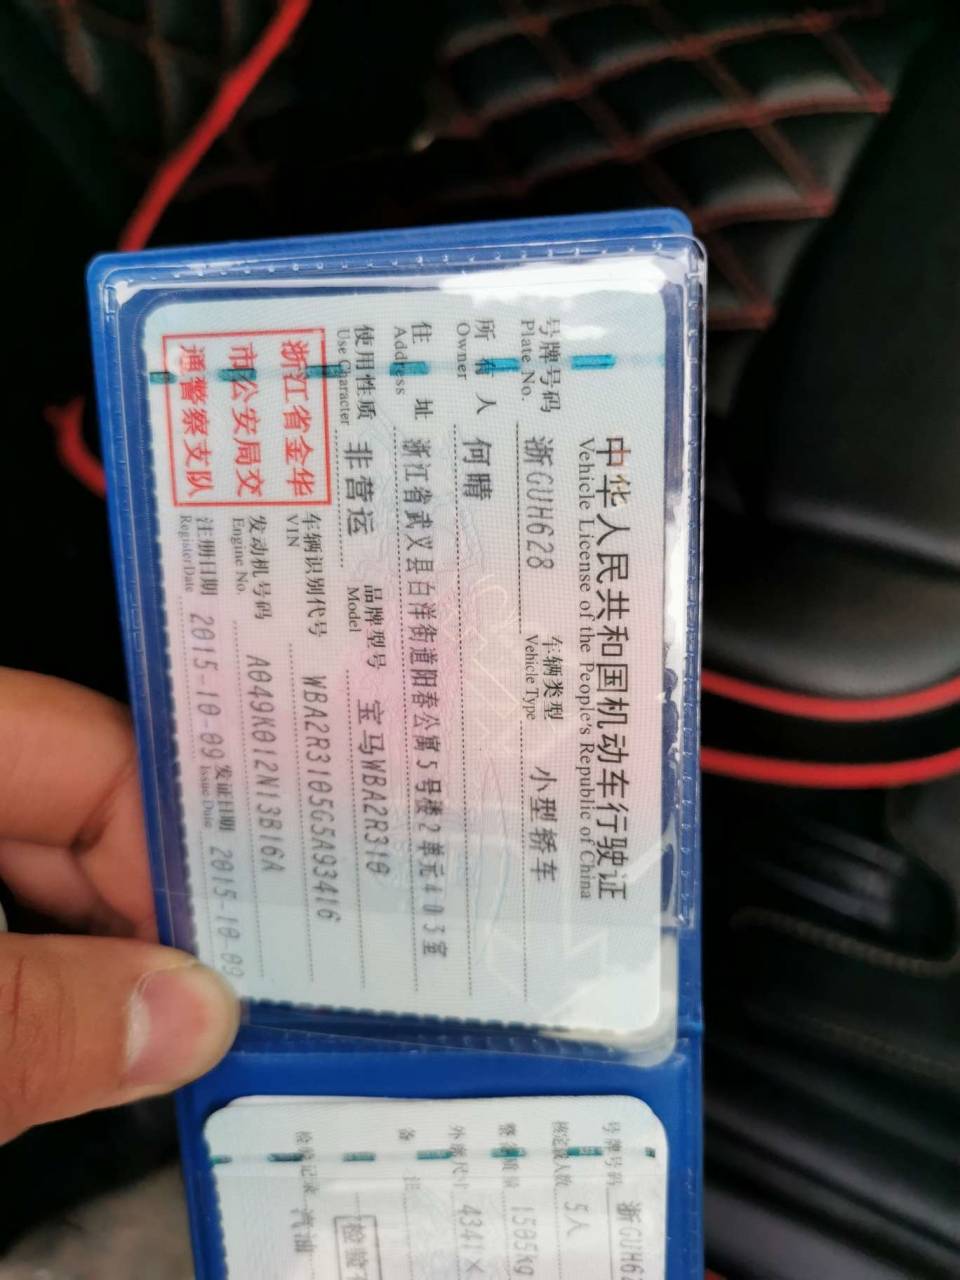 中华人民共和国机动车行驶证
Vehicle License of the People's Republic of China
号牌号码 浙GUH628 车辆类型 小型轿车
Plate No. Vehicle Type
所有人 何晴
Owner
住址 浙江省武义县白洋街道阳春公寓5号楼2单元403室
Address
使用性质 非营运 品牌型号 宝马WBA2R310
Use Character Model
浙江省金华
市公安局交
通警察支队
车辆识别代号 WBA2R3105G5A93416
VIN
发动机号码 A049K012N13B16A
Engine No.
注册日期 2015-10-09 发证日期 2015-10-09
Register Date Issue Date
号牌号码 浙GUH62
核定载人数 5人
整备质量 1505kg
外廓尺寸 4341×
备注
检验记录 汽油
检验